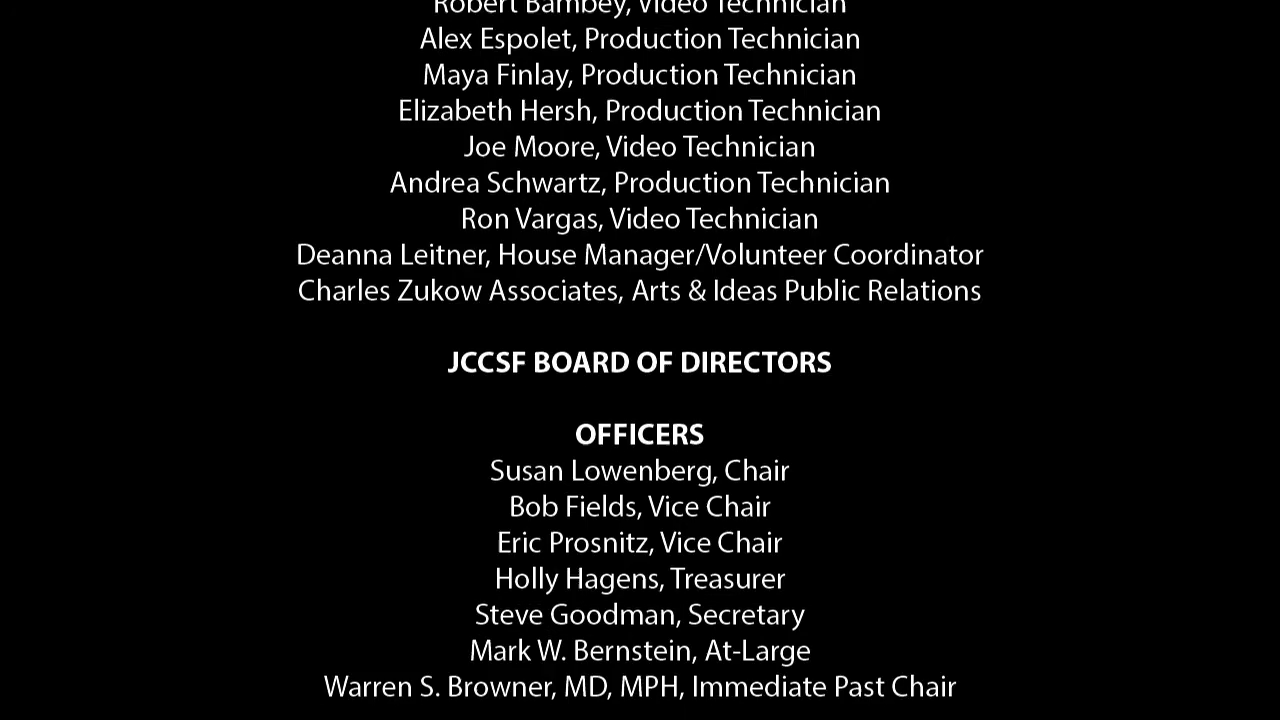 Robert Bambey, Video Technician
Alex Espolet, Production Technician
Maya Finlay, Production Technician
Elizabeth Hersh, Production Technician
Joe Moore, Video Technician
Andrea Schwartz, Production Technician
Ron Vargas, Video Technician
Deanna Leitner, House Manager/Volunteer Coordinator
Charles Zukow Associates, Arts & Ideas Public Relations
JCCSF BOARD OF DIRECTORS
OFFICERS
Susan Lowenberg, Chair
Bob Fields, Vice Chair
Eric Prosnitz, Vice Chair
Holly Hagens, Treasurer
Steve Goodman, Secretary
Mark W. Bernstein, At-Large
Warren S. Browner, MD, MPH, Immediate Past Chair